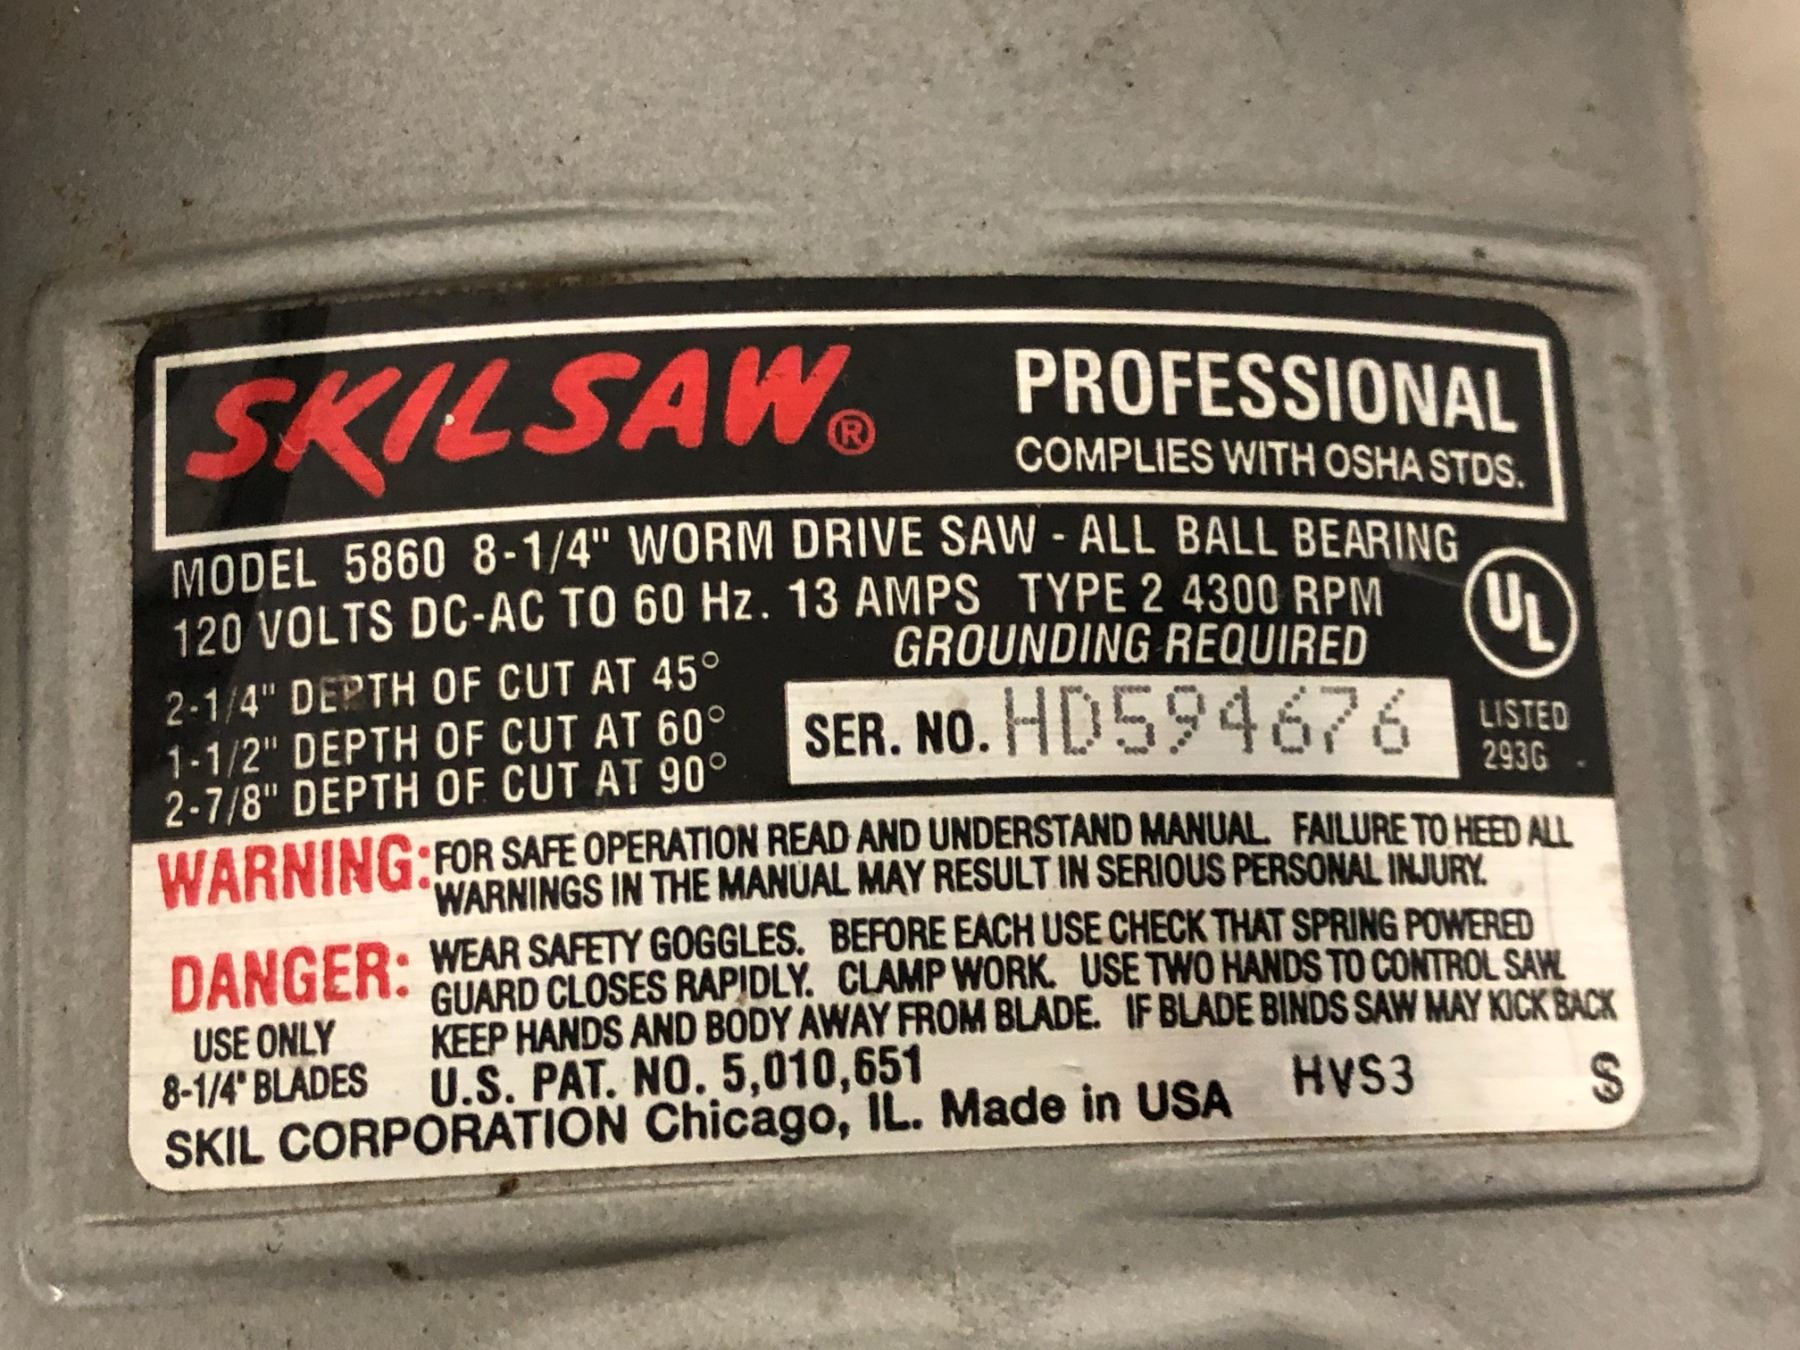 SKILSAW®
PROFESSIONAL
COMPLIES WITH OSHA STDS.
MODEL 5860 8-1/4" WORM DRIVE SAW - ALL BALL BEARING
120 VOLTS DC-AC TO 60 Hz. 13 AMPS TYPE 2 4300 RPM
GROUNDING REQUIRED
2-1/4" DEPTH OF CUT AT 45°
1-1/2" DEPTH OF CUT AT 60°
2-7/8" DEPTH OF CUT AT 90°
SER. NO. HD594676
UL
LISTED
293G
WARNING: FOR SAFE OPERATION READ AND UNDERSTAND MANUAL. FAILURE TO HEED ALL
WARNINGS IN THE MANUAL MAY RESULT IN SERIOUS PERSONAL INJURY.
DANGER: WEAR SAFETY GOGGLES. BEFORE EACH USE CHECK THAT SPRING POWERED
GUARD CLOSES RAPIDLY. CLAMP WORK. USE TWO HANDS TO CONTROL SAW.
KEEP HANDS AND BODY AWAY FROM BLADE. IF BLADE BINDS SAW MAY KICK BACK
USE ONLY
8-1/4" BLADES
U.S. PAT. NO. 5,010,651
HVS3
S
SKIL CORPORATION Chicago, IL. Made in USA